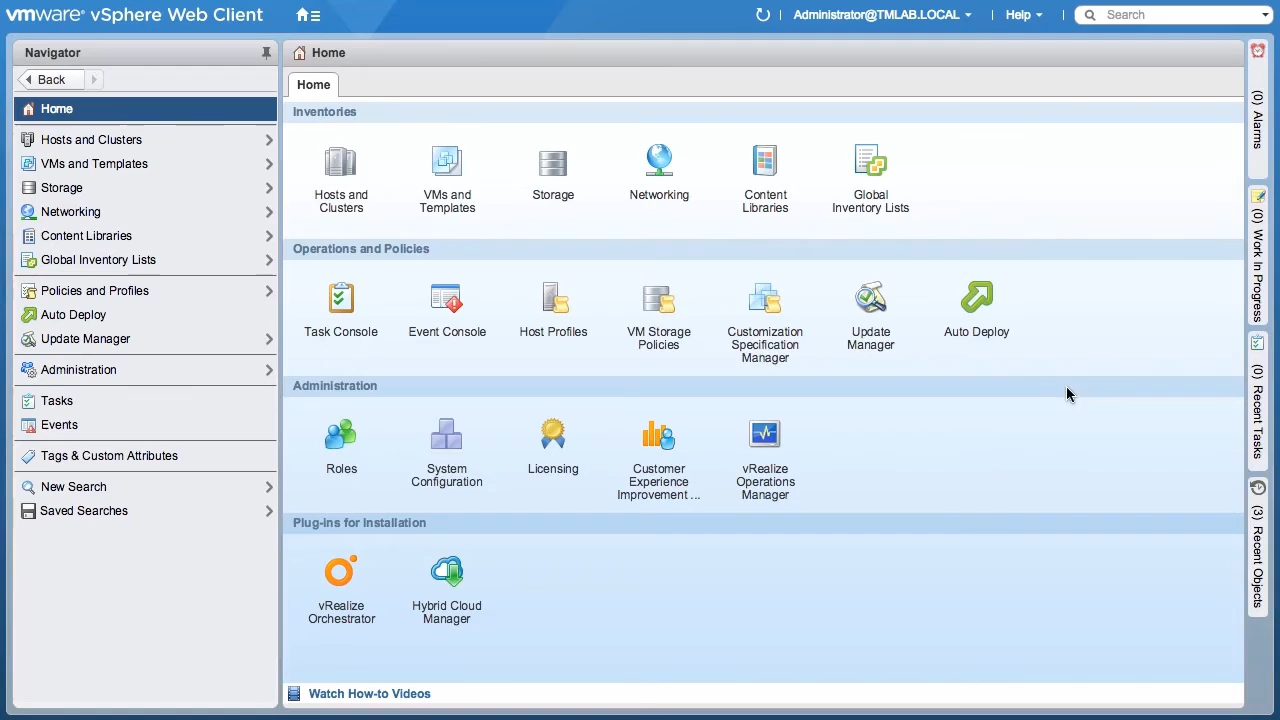 vmware® vSphere Web Client
Administrator@TMLAB.LOCAL
Help
Search
Navigator
Back
Home
Hosts and Clusters
VMs and Templates
Storage
Networking
Content Libraries
Global Inventory Lists
Policies and Profiles
Auto Deploy
Update Manager
Administration
Tasks
Events
Tags & Custom Attributes
New Search
Saved Searches
Home
Home
Inventories
Hosts and
Clusters
VMs and
Templates
Storage
Networking
Content
Libraries
Global
Inventory Lists
Operations and Policies
Task Console
Event Console
Host Profiles
VM Storage
Policies
Customization
Specification
Manager
Update
Manager
Auto Deploy
Administration
Roles
System
Configuration
Licensing
Customer
Experience
Improvement ...
vRealize
Operations
Manager
Plug-ins for Installation
vRealize
Orchestrator
Hybrid Cloud
Manager
Watch How-to Videos
(0) Alarms
(0) Work In Progress
(0) Recent Tasks
(3) Recent Objects